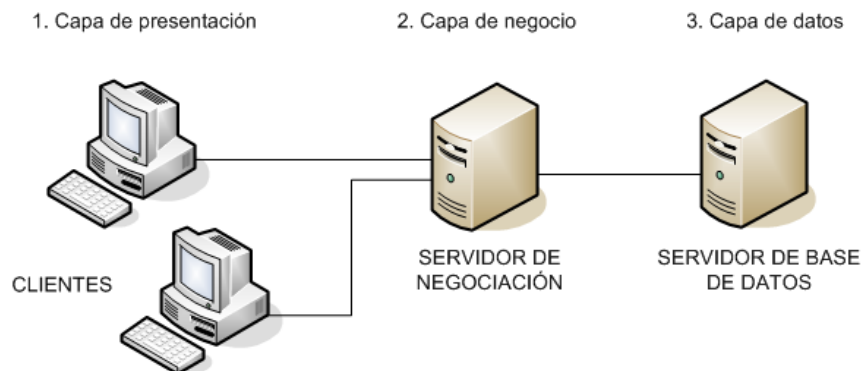 1. Capa de presentación
2. Capa de negocio
3. Capa de datos
SERVIDOR DE
NEGOCIACIÓN
SERVIDOR DE BASE
DE DATOS
CLIENTES